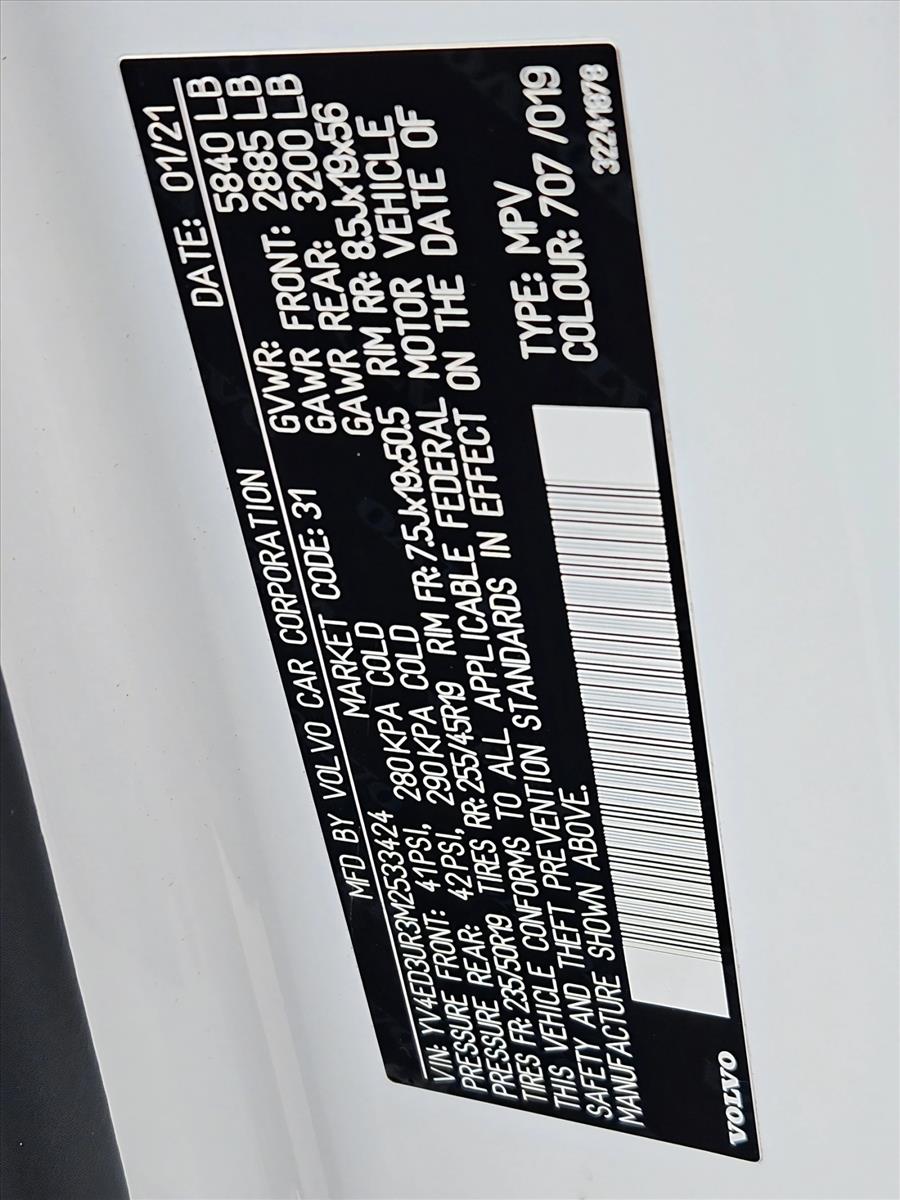 MFD BY VOLVO CAR CORPORATION DATE: 01/21
VIN: YV4ED3UR3M2533424 MARKET CODE: 31 GVWR: 5840 LB
PRESSURE FRONT: 41PSI, 280KPA COLD GAWR FRONT: 2885 LB
PRESSURE REAR: 42PSI, 290KPA COLD GAWR REAR: 3200 LB
TIRES FR: 235/50R19 TIRES RR: 255/45R19 RIM FR: 7.5Jx19x50.5 RIM RR: 8.5Jx19x56
THIS VEHICLE CONFORMS TO ALL APPLICABLE FEDERAL MOTOR VEHICLE
SAFETY AND THEFT PREVENTION STANDARDS IN EFFECT ON THE DATE OF
MANUFACTURE SHOWN ABOVE.
TYPE: MPV
COLOUR: 707 /019
VOLVO 32241878